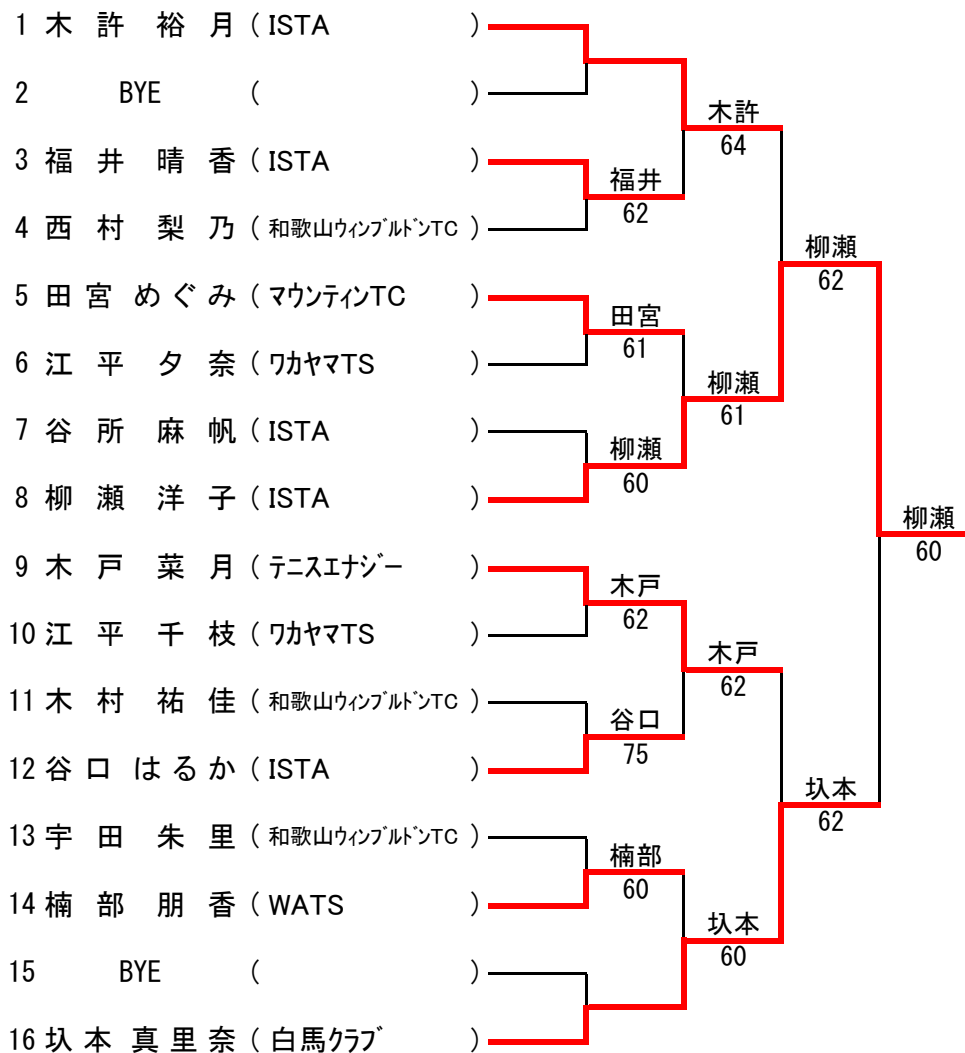 1 木 許 裕 月 ( ISTA )
2 BYE ( )
木許
64
3 福 井 晴 香 ( ISTA )
福井
62
4 西 村 梨 乃 ( 和歌山ウィンブルドンTC )
柳瀬
62
5 田 宮 めぐみ ( マウンティンTC )
田宮
61
6 江 平 夕 奈 ( ワカヤマTS )
柳瀬
61
7 谷 所 麻 帆 ( ISTA )
柳瀬
60
8 柳 瀬 洋 子 ( ISTA )
柳瀬
60
9 木 戸 菜 月 ( テニスエナジー )
木戸
62
10 江 平 千 枝 ( ワカヤマTS )
木戸
62
11 木 村 祐 佳 ( 和歌山ウィンブルドンTC )
谷口
75
12 谷 口 はるか ( ISTA )
圦本
62
13 宇 田 朱 里 ( 和歌山ウィンブルドンTC )
楠部
60
14 楠 部 朋 香 ( WATS )
圦本
60
15 BYE ( )
16 圦 本 真里奈 ( 白馬クラブ )